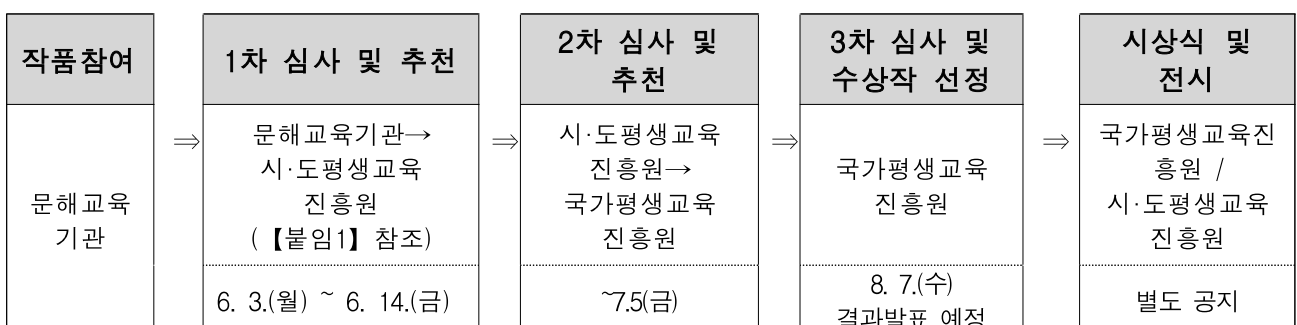 작품참여
문해교육
기관
⇒
1차 심사 및 추천
문해교육기관→
시·도평생교육
진흥원
(【붙임1】참조)
6. 3.(월) ~ 6. 14.(금)
⇒
2차 심사 및
추천
시·도평생교육
진흥원→
국가평생교육
진흥원
~7.5(금)
⇒
3차 심사 및
수상작 선정
국가평생교육
진흥원
8. 7.(수)
결과발표 예정
⇒
시상식 및
전시
국가평생교육진
흥원 /
시·도평생교육
진흥원
별도 공지